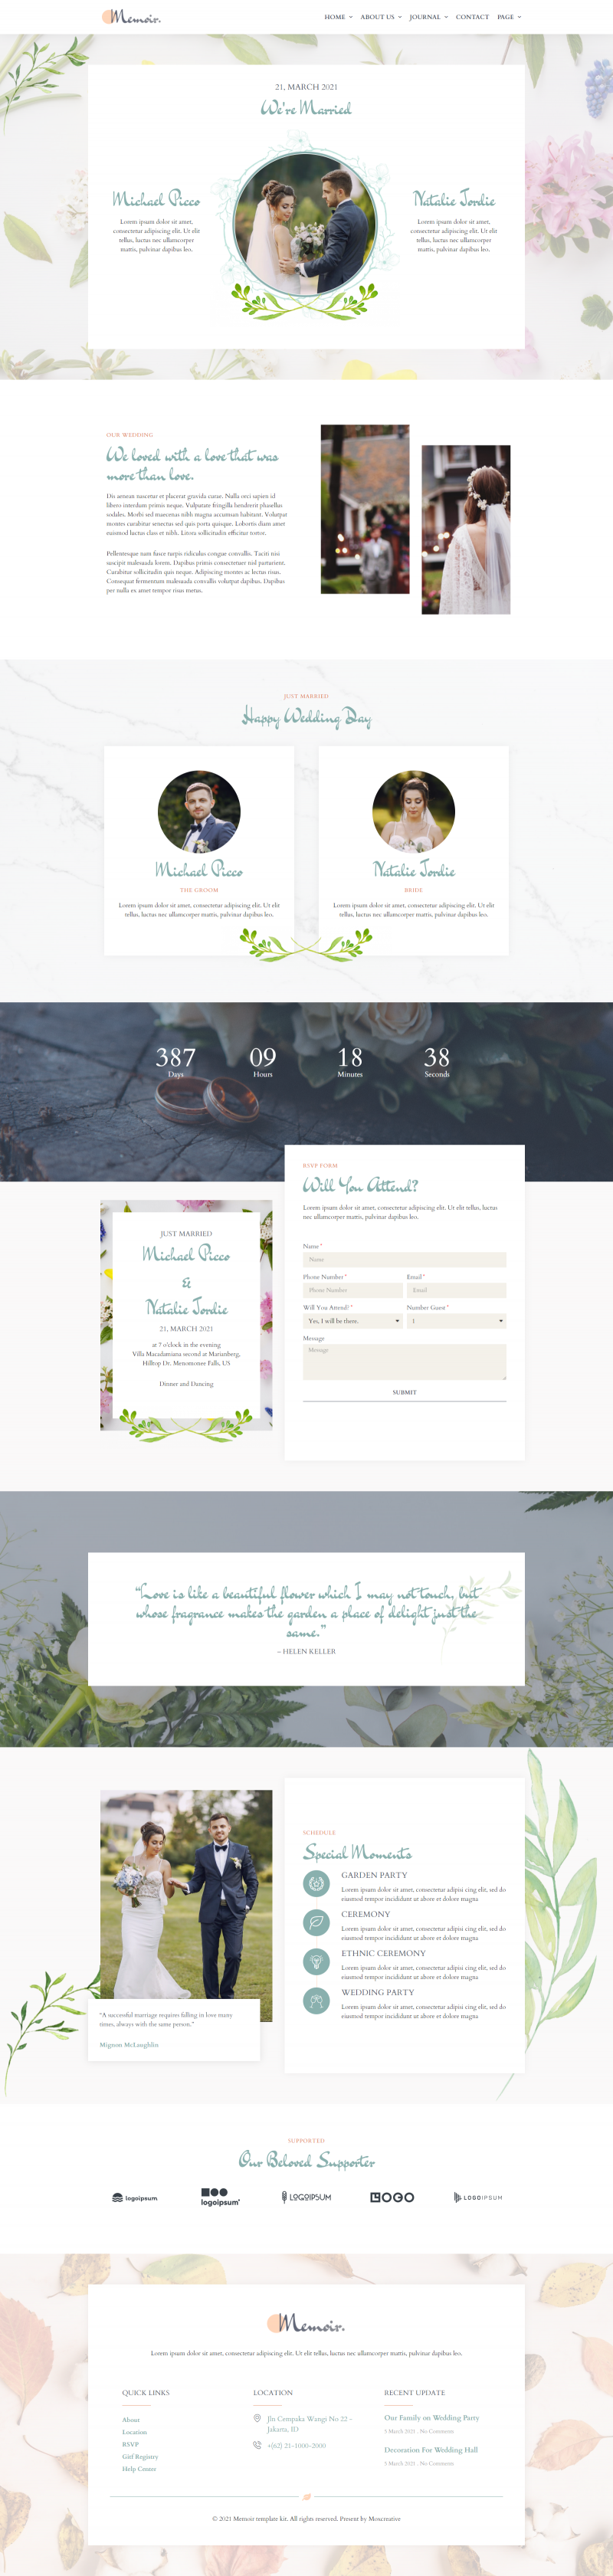 Memoir.
HOME ABOUT US JOURNAL CONTACT PAGE
21, MARCH 2021
We're Married
Michael Picco
Lorem ipsum dolor sit amet,
consectetur adipiscing elit. Ut elit
tellus, luctus nec ullamcorper
mattis, pulvinar dapibus leo.
Natalie Jordie
Lorem ipsum dolor sit amet,
consectetur adipiscing elit. Ut elit
tellus, luctus nec ullamcorper
mattis, pulvinar dapibus leo.
OUR WEDDING
We loved with a love that was
more than love.
Dis aenean nascetur et placerat gravida curae. Nulla orci sapien id
libero interdum primis neque. Vulputate fringilla hendrerit phasellus
sodales. Morbi sed maecenas nibh magna accumsan habitant. Volutpat
montes curabitur senectus sed quis porta quisque. Lobortis diam amet
euismod luctus class et nibh. Litora sollicitudin efficitur tortor.
Pellentesque nam fusce turpis ridiculus congue convallis. Taciti nisi
suscipit malesuada lorem. Dapibus primis consectetuer nisl parturient.
Curabitur sollicitudin quis neque. Adipiscing montes ac lectus risus.
Consequat fermentum malesuada convallis volutpat dapibus. Dapibus
per nulla ex amet tempor risus metus.
JUST MARRIED
Happy Wedding Day
Michael Picco
THE GROOM
Lorem ipsum dolor sit amet, consectetur adipiscing elit. Ut elit
tellus, luctus nec ullamcorper mattis, pulvinar dapibus leo.
Natalie Jordie
BRIDE
Lorem ipsum dolor sit amet, consectetur adipiscing elit. Ut elit
tellus, luctus nec ullamcorper mattis, pulvinar dapibus leo.
387 09 18 38
Days Hours Minutes Seconds
JUST MARRIED
Michael Picco
&
Natalie Jordie
21, MARCH 2021
at 7 o'clock in the evening
Villa Macadamia second at Marienberg,
Hilltop Dr, Menomonee Falls, US
Dinner and Dancing
RSVP FORM
Will You Attend?
Lorem ipsum dolor sit amet, consectetur adipiscing elit. Ut elit tellus, luctus
nec ullamcorper mattis, pulvinar dapibus leo.
Name *
Name
Phone Number * Email *
Phone Number Email
Will You Attend? * Number Guest *
Yes, I will be there. 1
Message
Message
SUBMIT
“Love is like a beautiful flower which I may not touch, but
whose fragrance makes the garden a place of delight just the
same.”
– HELEN KELLER
“A successful marriage requires falling in love many
times, always with the same person.”
Mignon McLaughlin
SCHEDULE
Special Moments
GARDEN PARTY
Lorem ipsum dolor sit amet, consectetur adipisi cing elit, sed do
eiusmod tempor incididunt ut abore et dolore magna
CEREMONY
Lorem ipsum dolor sit amet, consectetur adipisi cing elit, sed do
eiusmod tempor incididunt ut abore et dolore magna
ETHNIC CEREMONY
Lorem ipsum dolor sit amet, consectetur adipisi cing elit, sed do
eiusmod tempor incididunt ut abore et dolore magna
WEDDING PARTY
Lorem ipsum dolor sit amet, consectetur adipisi cing elit, sed do
eiusmod tempor incididunt ut abore et dolore magna
SUPPORTED
Our Beloved Supporter
logoipsum logoipsum' LOGOIPSUM LOGO LOGOIPSUM
Memoir.
Lorem ipsum dolor sit amet, consectetur adipiscing elit. Ut elit tellus, luctus nec ullamcorper mattis, pulvinar dapibus leo.
QUICK LINKS
About
Location
RSVP
Gitf Registry
Help Center
LOCATION
Jln Cempaka Wangi No 22 -
Jakarta, ID
+(62) 21-1000-2000
RECENT UPDATE
Our Family on Wedding Party
5 March 2021 . No Comments
Decoration For Wedding Hall
5 March 2021 . No Comments
© 2021 Memoir template kit. All rights reserved. Present by Moxcreative